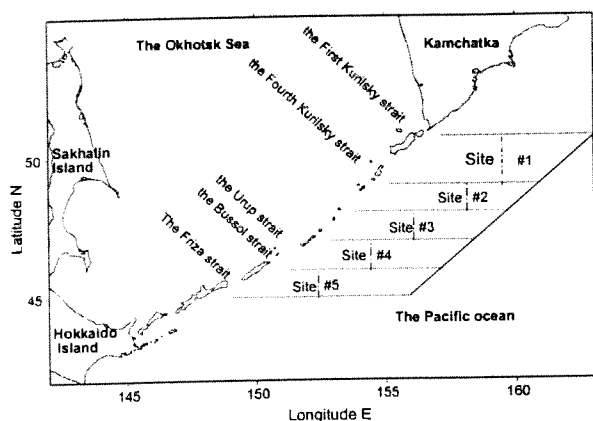 The Okhotsk Sea
the First Kurilsky strait
Kamchatka
the Fourth Kurilsky strait
Sakhalin
Island
50
Latitude N
Site #1
Site #2
the Urup strait
the Bussol strait
The Friza strait
Site #3
Site #4
Site #5
45
Hokkaido
Island
The Pacific ocean
145
150
155
160
Longitude E